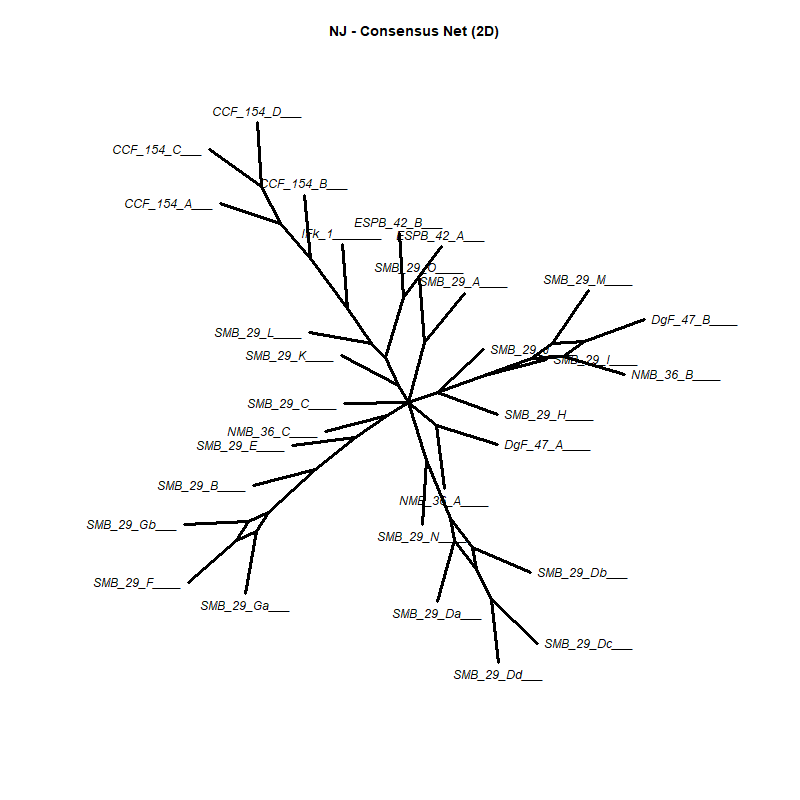 NJ - Consensus Net (2D)
CCF_154_D___
CCF_154_C___
CCF_154_B___
CCF_154_A___
ESPB_42_B___
IFk_1_______
ESPB_42_A___
SMB_29_O____
SMB_29_A____
SMB_29_M____
DgF_47_B____
SMB_29_L____
SMB_29_J____
SMB_29_K____
SMB_29_I____
NMB_36_B____
SMB_29_C____
SMB_29_H____
NMB_36_C____
SMB_29_E____
DgF_47_A____
SMB_29_B____
NMB_36_A____
SMB_29_Gb___
SMB_29_N____
SMB_29_Db___
SMB_29_F____
SMB_29_Ga___
SMB_29_Da___
SMB_29_Dc___
SMB_29_Dd___